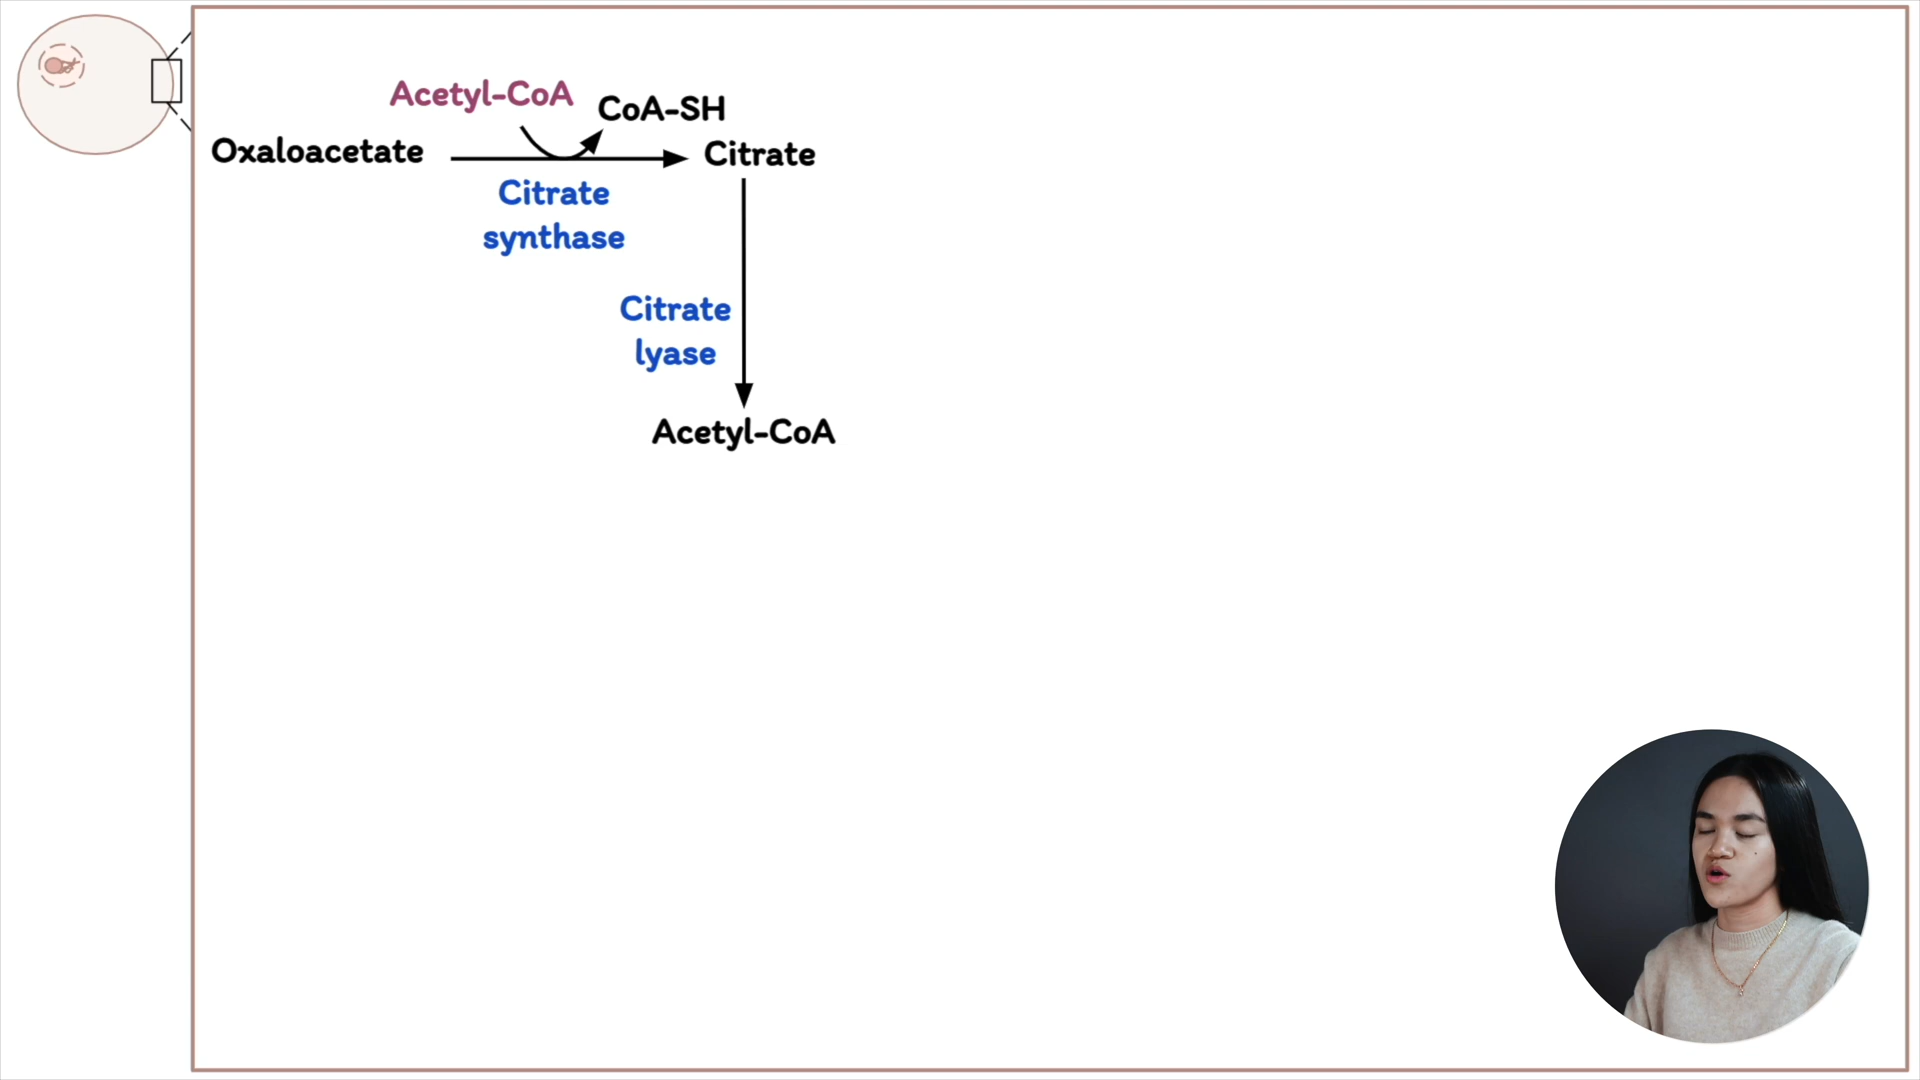 Acetyl-CoA
CoA-SH
Oxaloacetate
Citrate
Citrate
synthase
Citrate
lyase
Acetyl-CoA